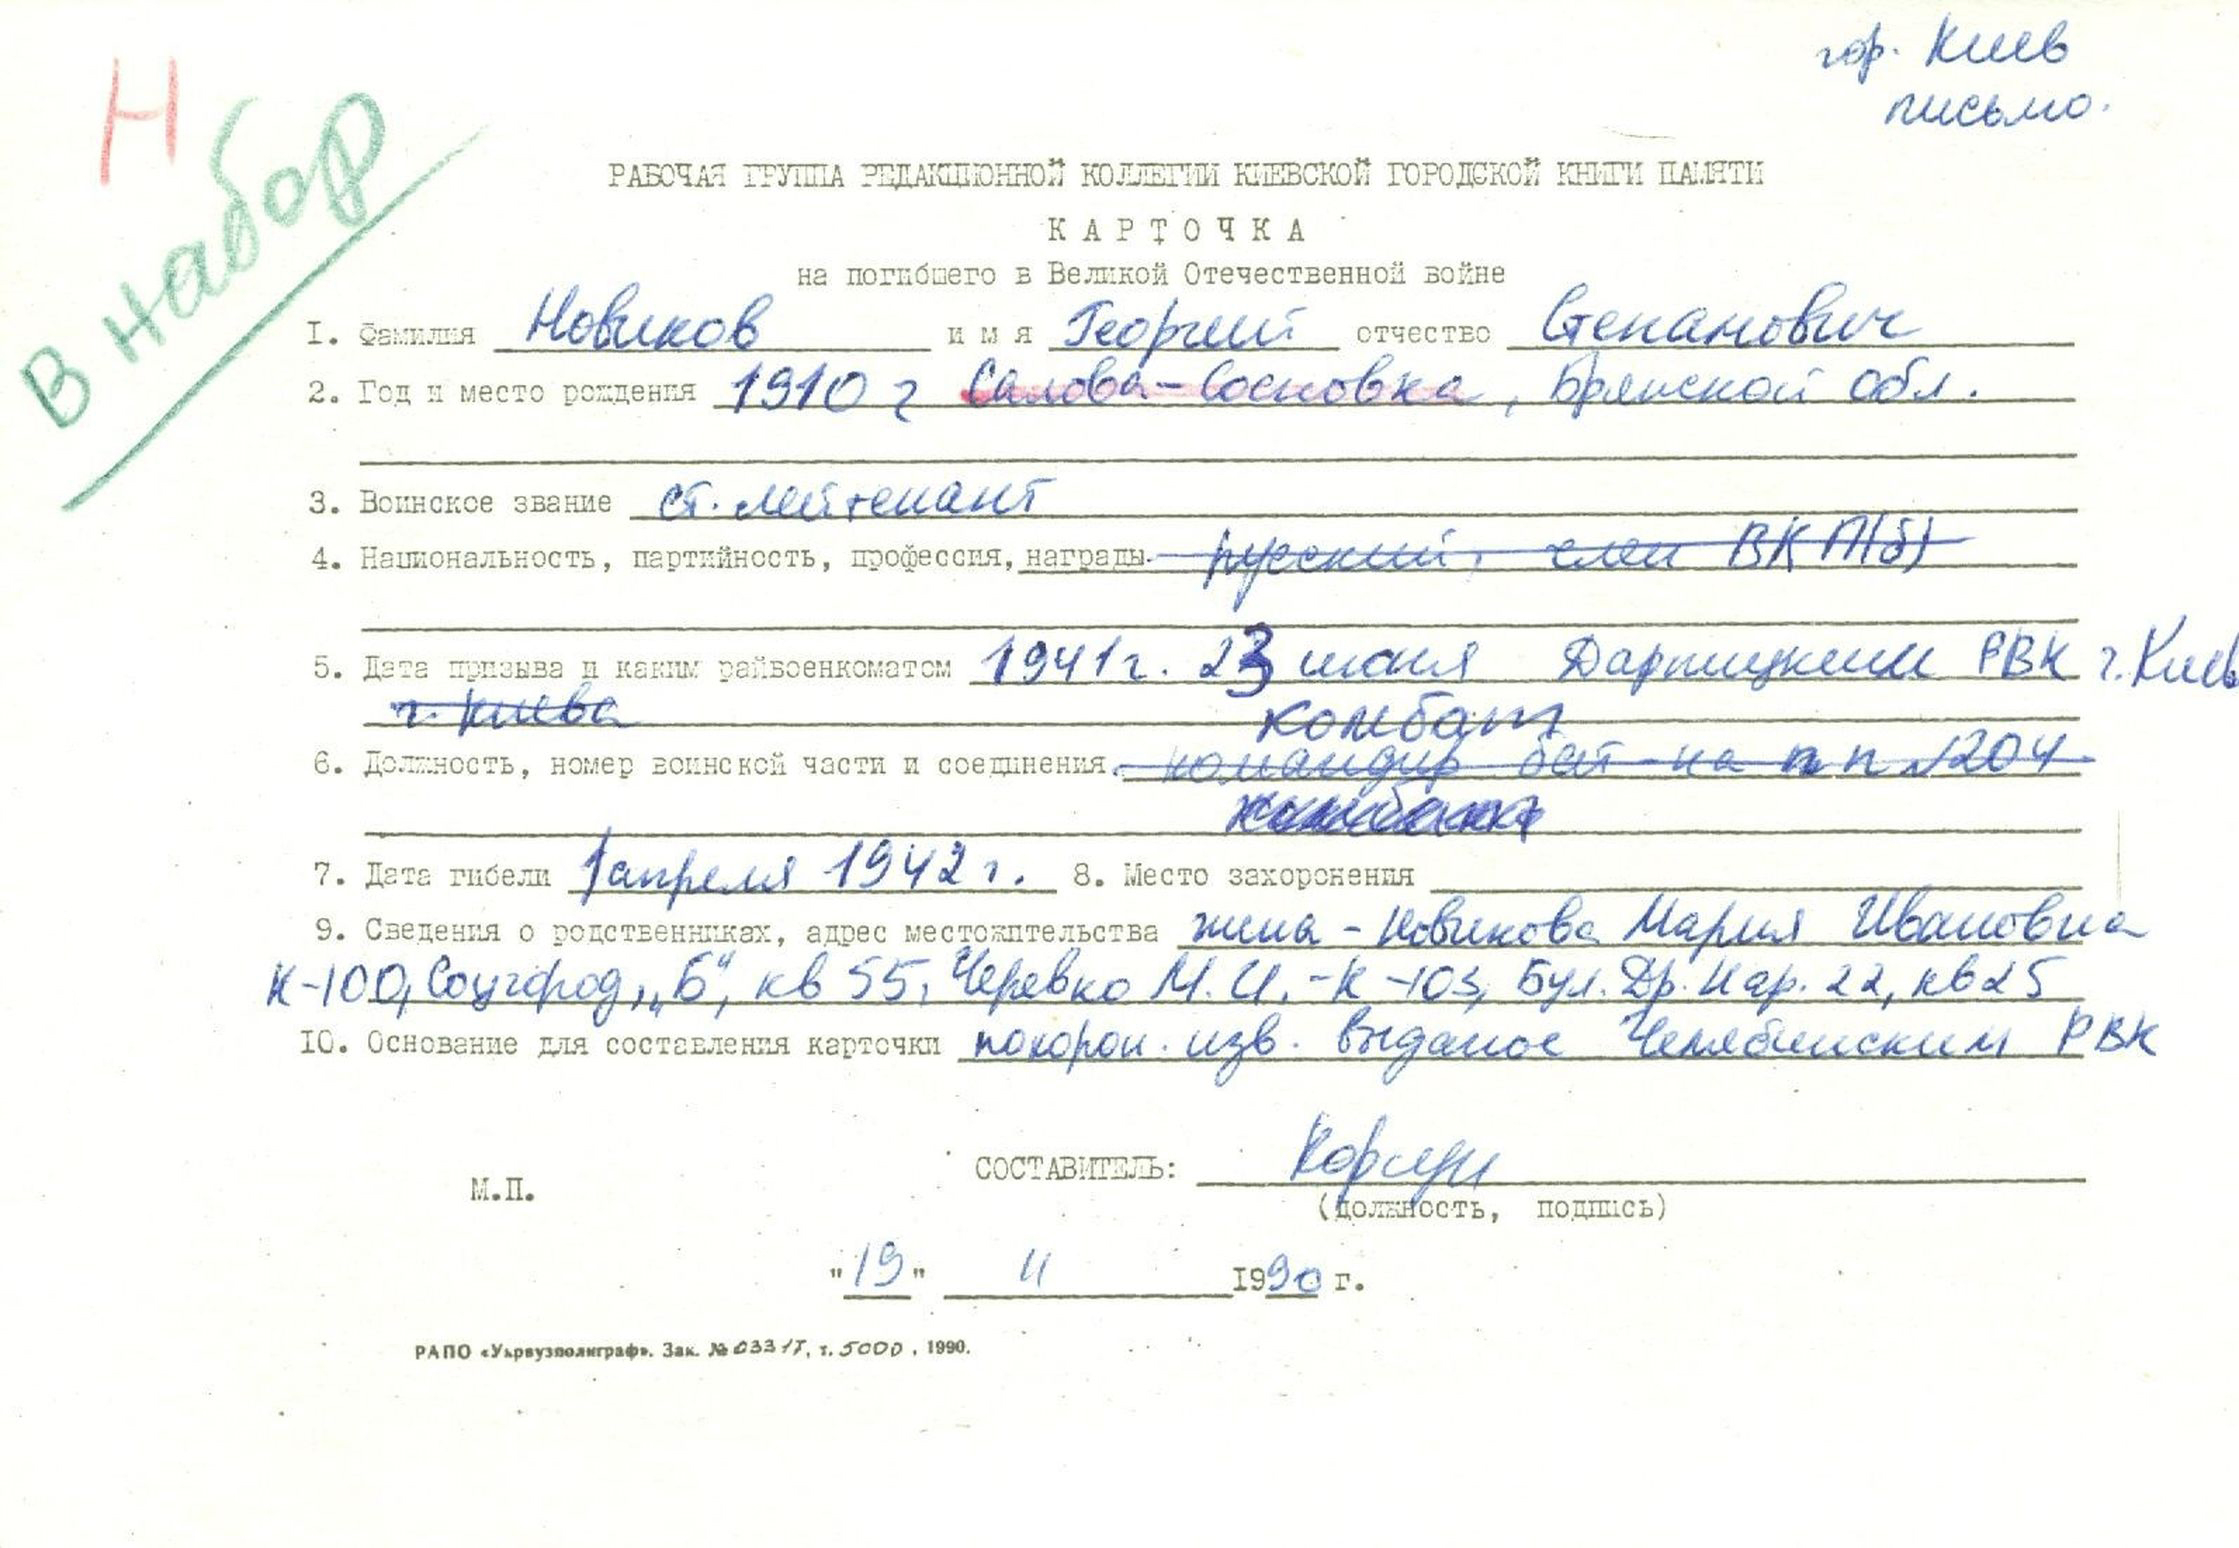 гор. Киев
письмо.
Н
В набор
РАБОЧАЯ ГРУППА РЕДАКЦИОННОЙ КОЛЛЕГИИ КИЕВСКОЙ ГОРОДСКОЙ КНИГИ ПАМЯТИ
КАРТОЧКА
на погибшего в Великой Отечественной войне
I. Фамилия Новиков имя Георгий отчество Степанович
2. Год и место рождения 1910 г Салова-Сосновка, Брянской обл.
3. Воинское звание ст. лейтенант
4. Национальность, партийность, профессия, награды русский, член ВКП(б)
5. Дата призыва и каким райвоенкоматом 1941 г. 23 июня Дарницким РВК г. Киев
г. Киева
комбат
6. Должность, номер воинской части и соединения. командир бат-на пп 1204
7. Дата гибели 1 апреля 1942 г. 8. Место захоронения
9. Сведения о родственниках, адрес местожительства жена - Новикова Мария Ивановна
К-100, Соцгород, „Б", кв 55, Черевко М. И. - К-103, Бул. Др. Нар. 22, кв 25
10. Основание для составления карточки похорон. изв. выданое Челябинским РВК
СОСТАВИТЕЛЬ:
М.П.
(должность, подпись)
"19" 11 1990 г.
РАПО «Укрвузполиграф». Зак. № 0331Т, т. 5000, 1990.